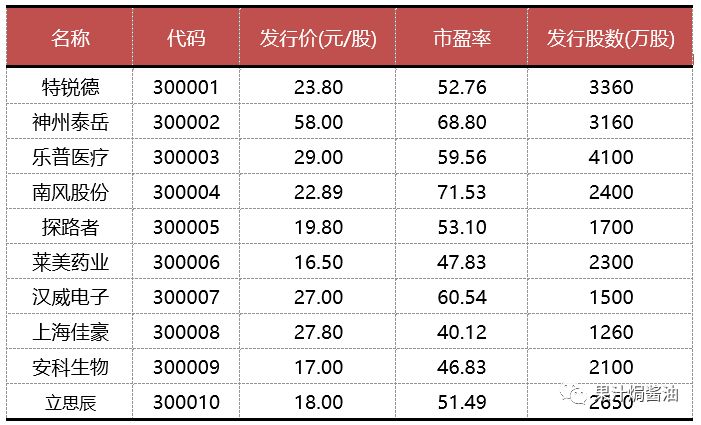 名称 代码 发行价(元/股) 市盈率 发行股数(万股)
特锐德 300001 23.80 52.76 3360
神州泰岳 300002 58.00 68.80 3160
乐普医疗 300003 29.00 59.56 4100
南风股份 300004 22.89 71.53 2400
探路者 300005 19.80 53.10 1700
莱美药业 300006 16.50 47.83 2300
汉威电子 300007 27.00 60.54 1500
上海佳豪 300008 27.80 40.12 1260
安科生物 300009 17.00 46.83 2100
立思辰 300010 18.00 51.49 2650
果汁焗酱油